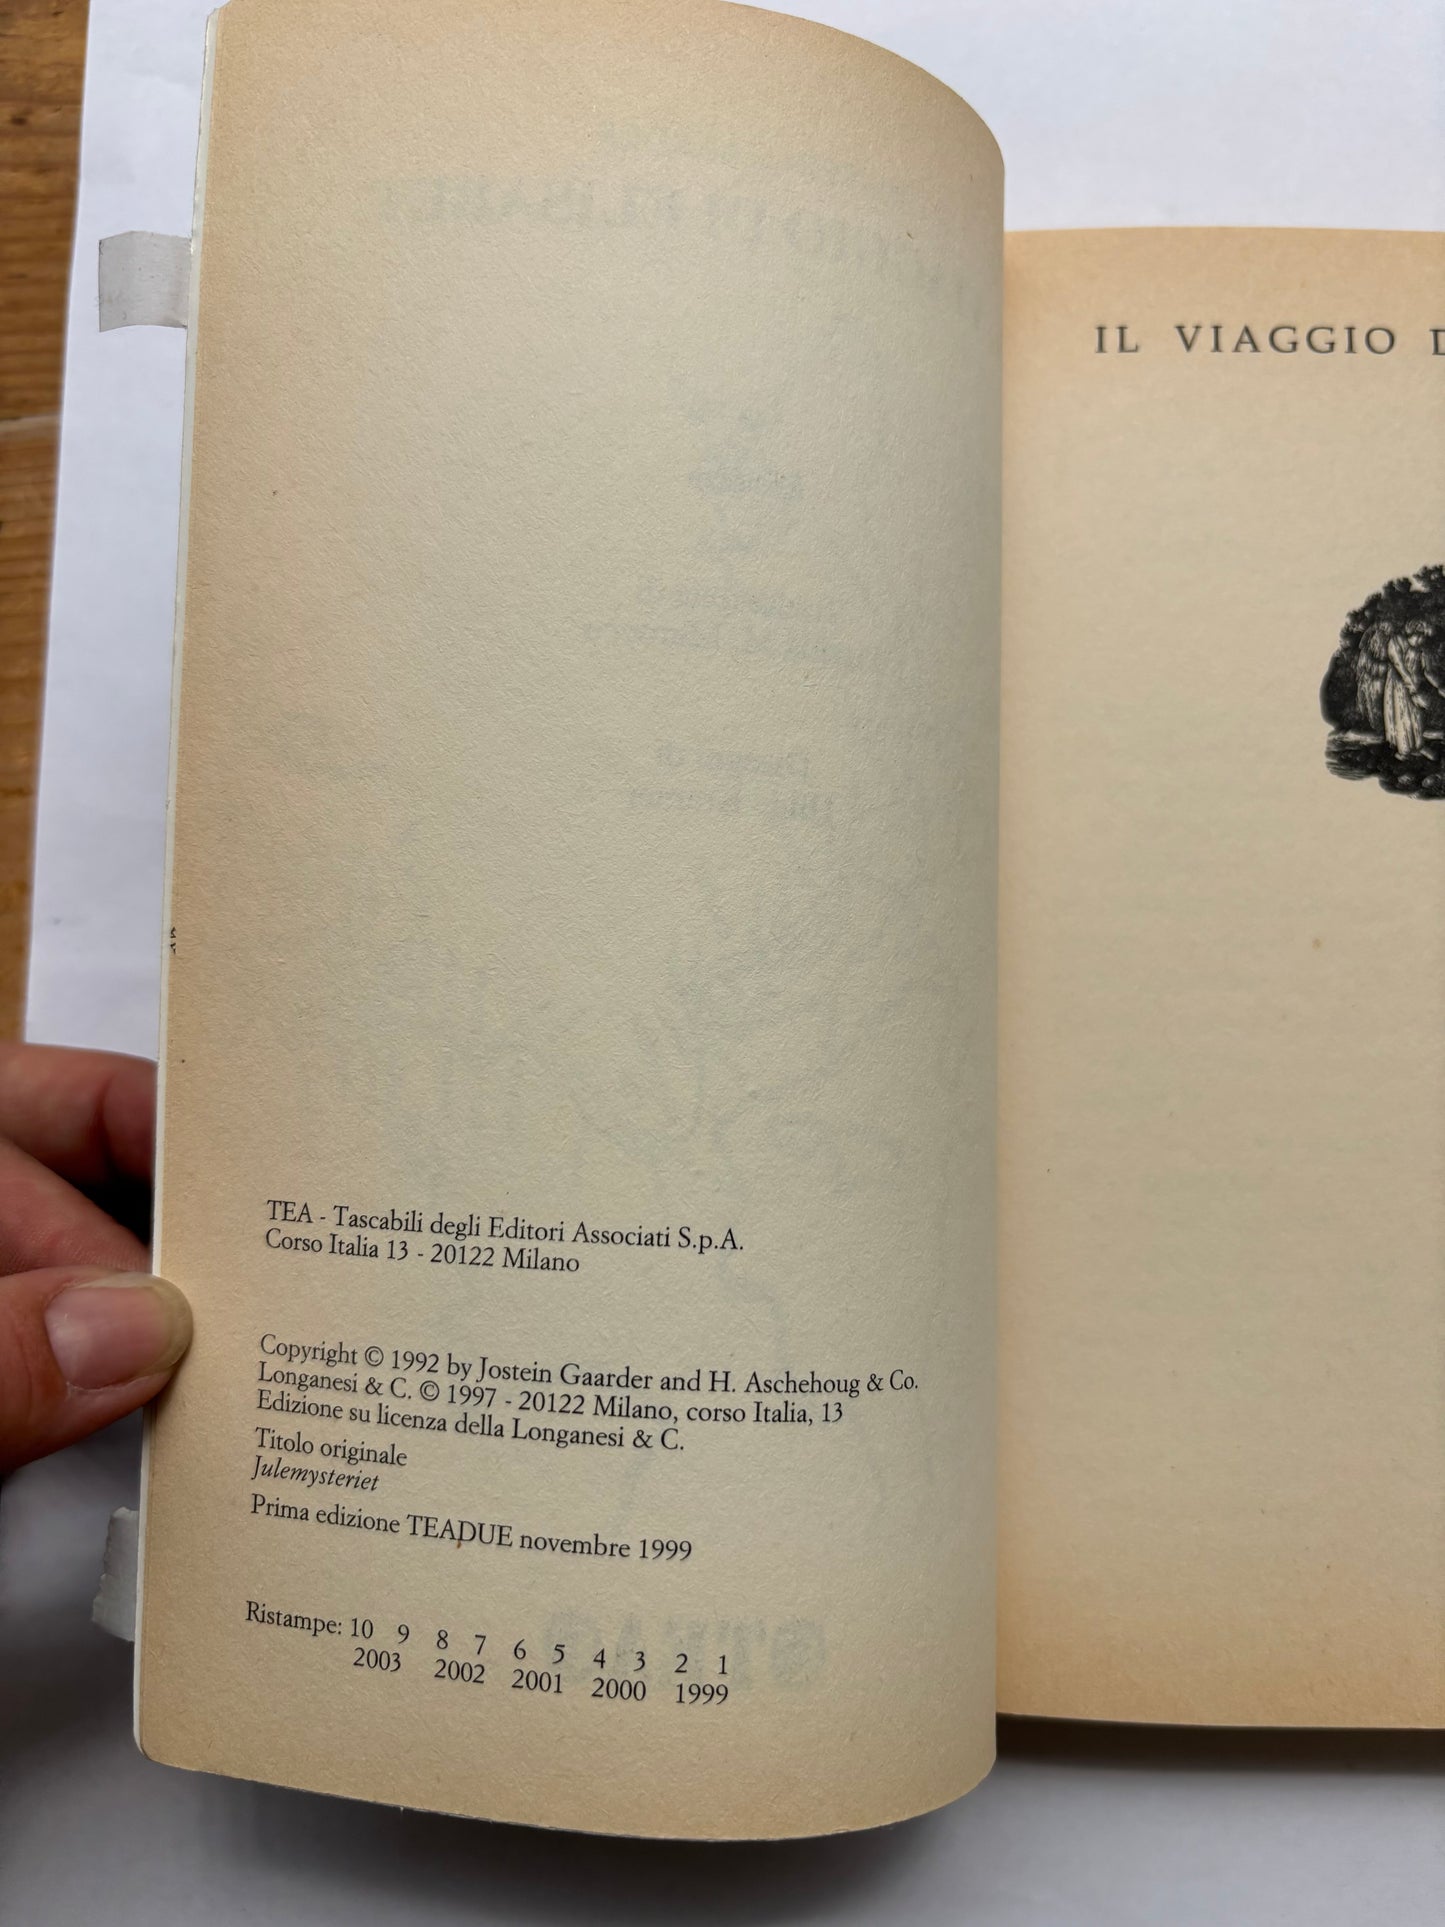 TEA - Tascabili degli Editori Associati S.p.A.
Corso Italia 13 - 20122 Milano
Copyright © 1992 by Jostein Gaarder and H. Aschehoug & Co.
Longanesi & C. © 1997 - 20122 Milano, corso Italia, 13
Edizione su licenza della Longanesi & C.
Titolo originale
Julemysteriet
Prima edizione TEADUE novembre 1999
Ristampe: 10 9 8 7 6 5 4 3 2 1
2003 2002 2001 2000 1999
IL VIAGGIO D